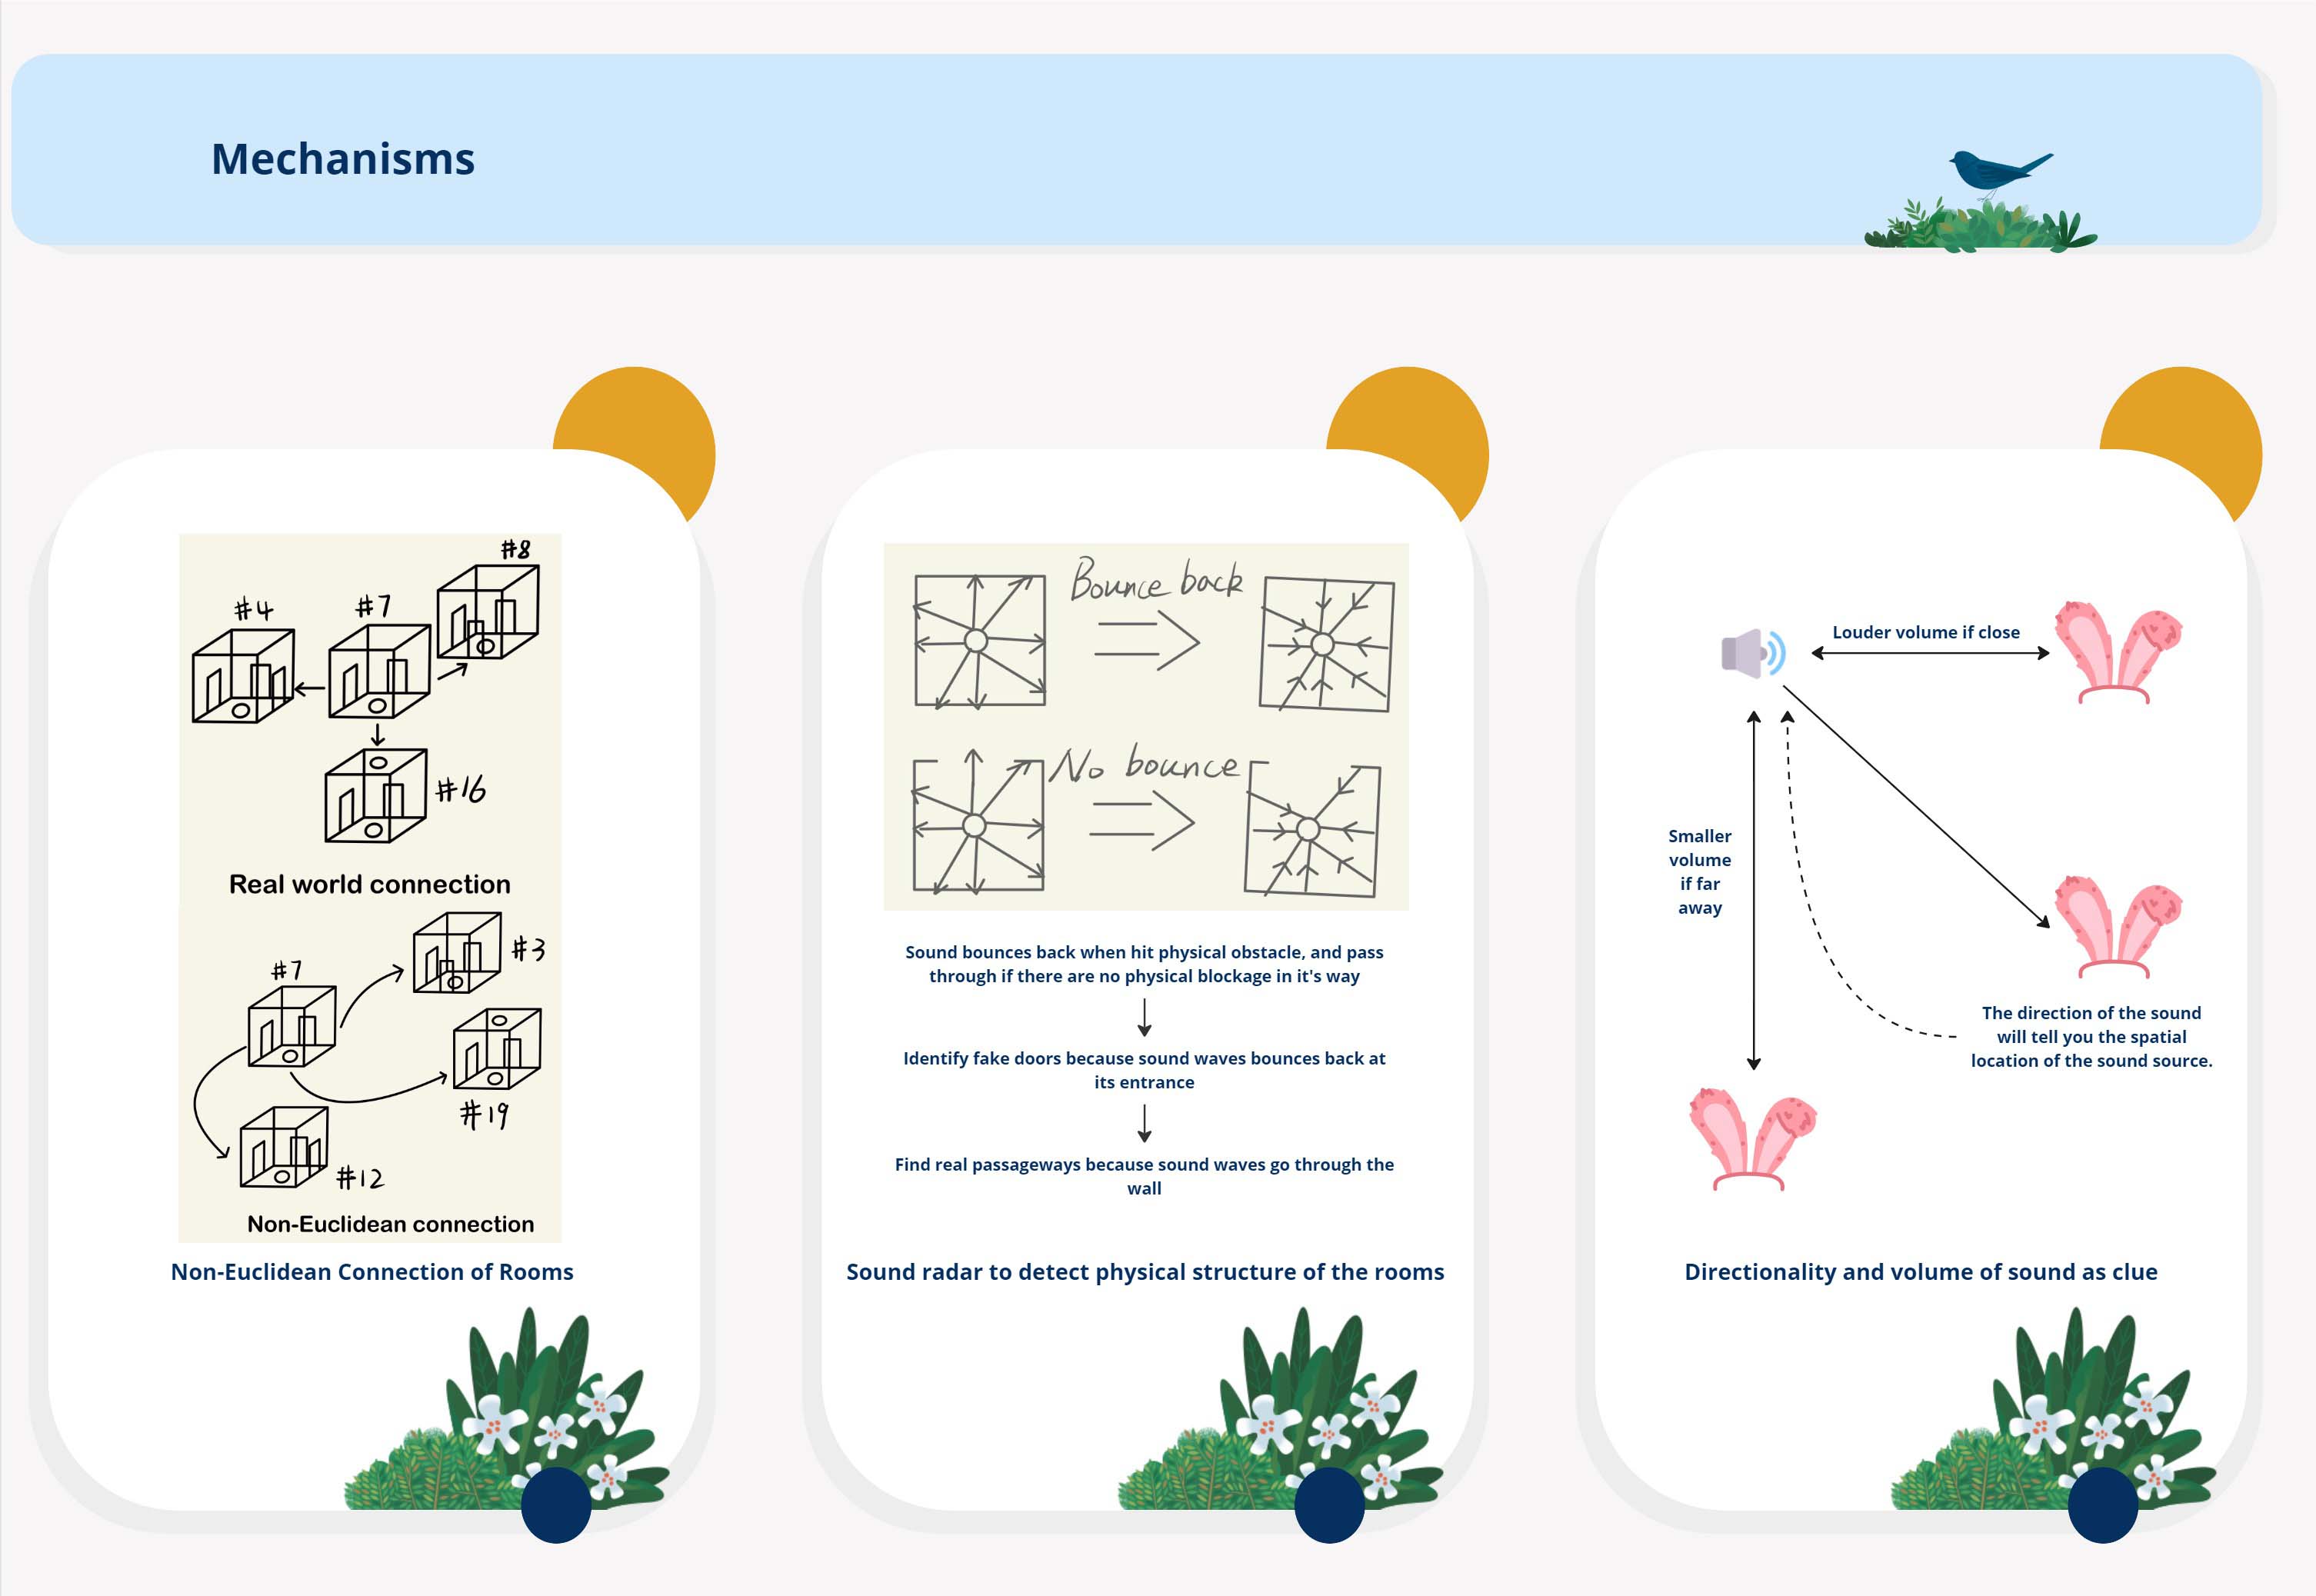 Mechanisms
#8
#4
#7
#16
Real world connection
#3
#7
#19
#12
Non-Euclidean connection
Non-Euclidean Connection of Rooms
Bounce back
No bounce
Sound bounces back when hit physical obstacle, and pass
through if there are no physical blockage in it's way
Identify fake doors because sound waves bounces back at
its entrance
Find real passageways because sound waves go through the
wall
Sound radar to detect physical structure of the rooms
Louder volume if close
Smaller
volume
if far
away
The direction of the sound
will tell you the spatial
location of the sound source.
Directionality and volume of sound as clue